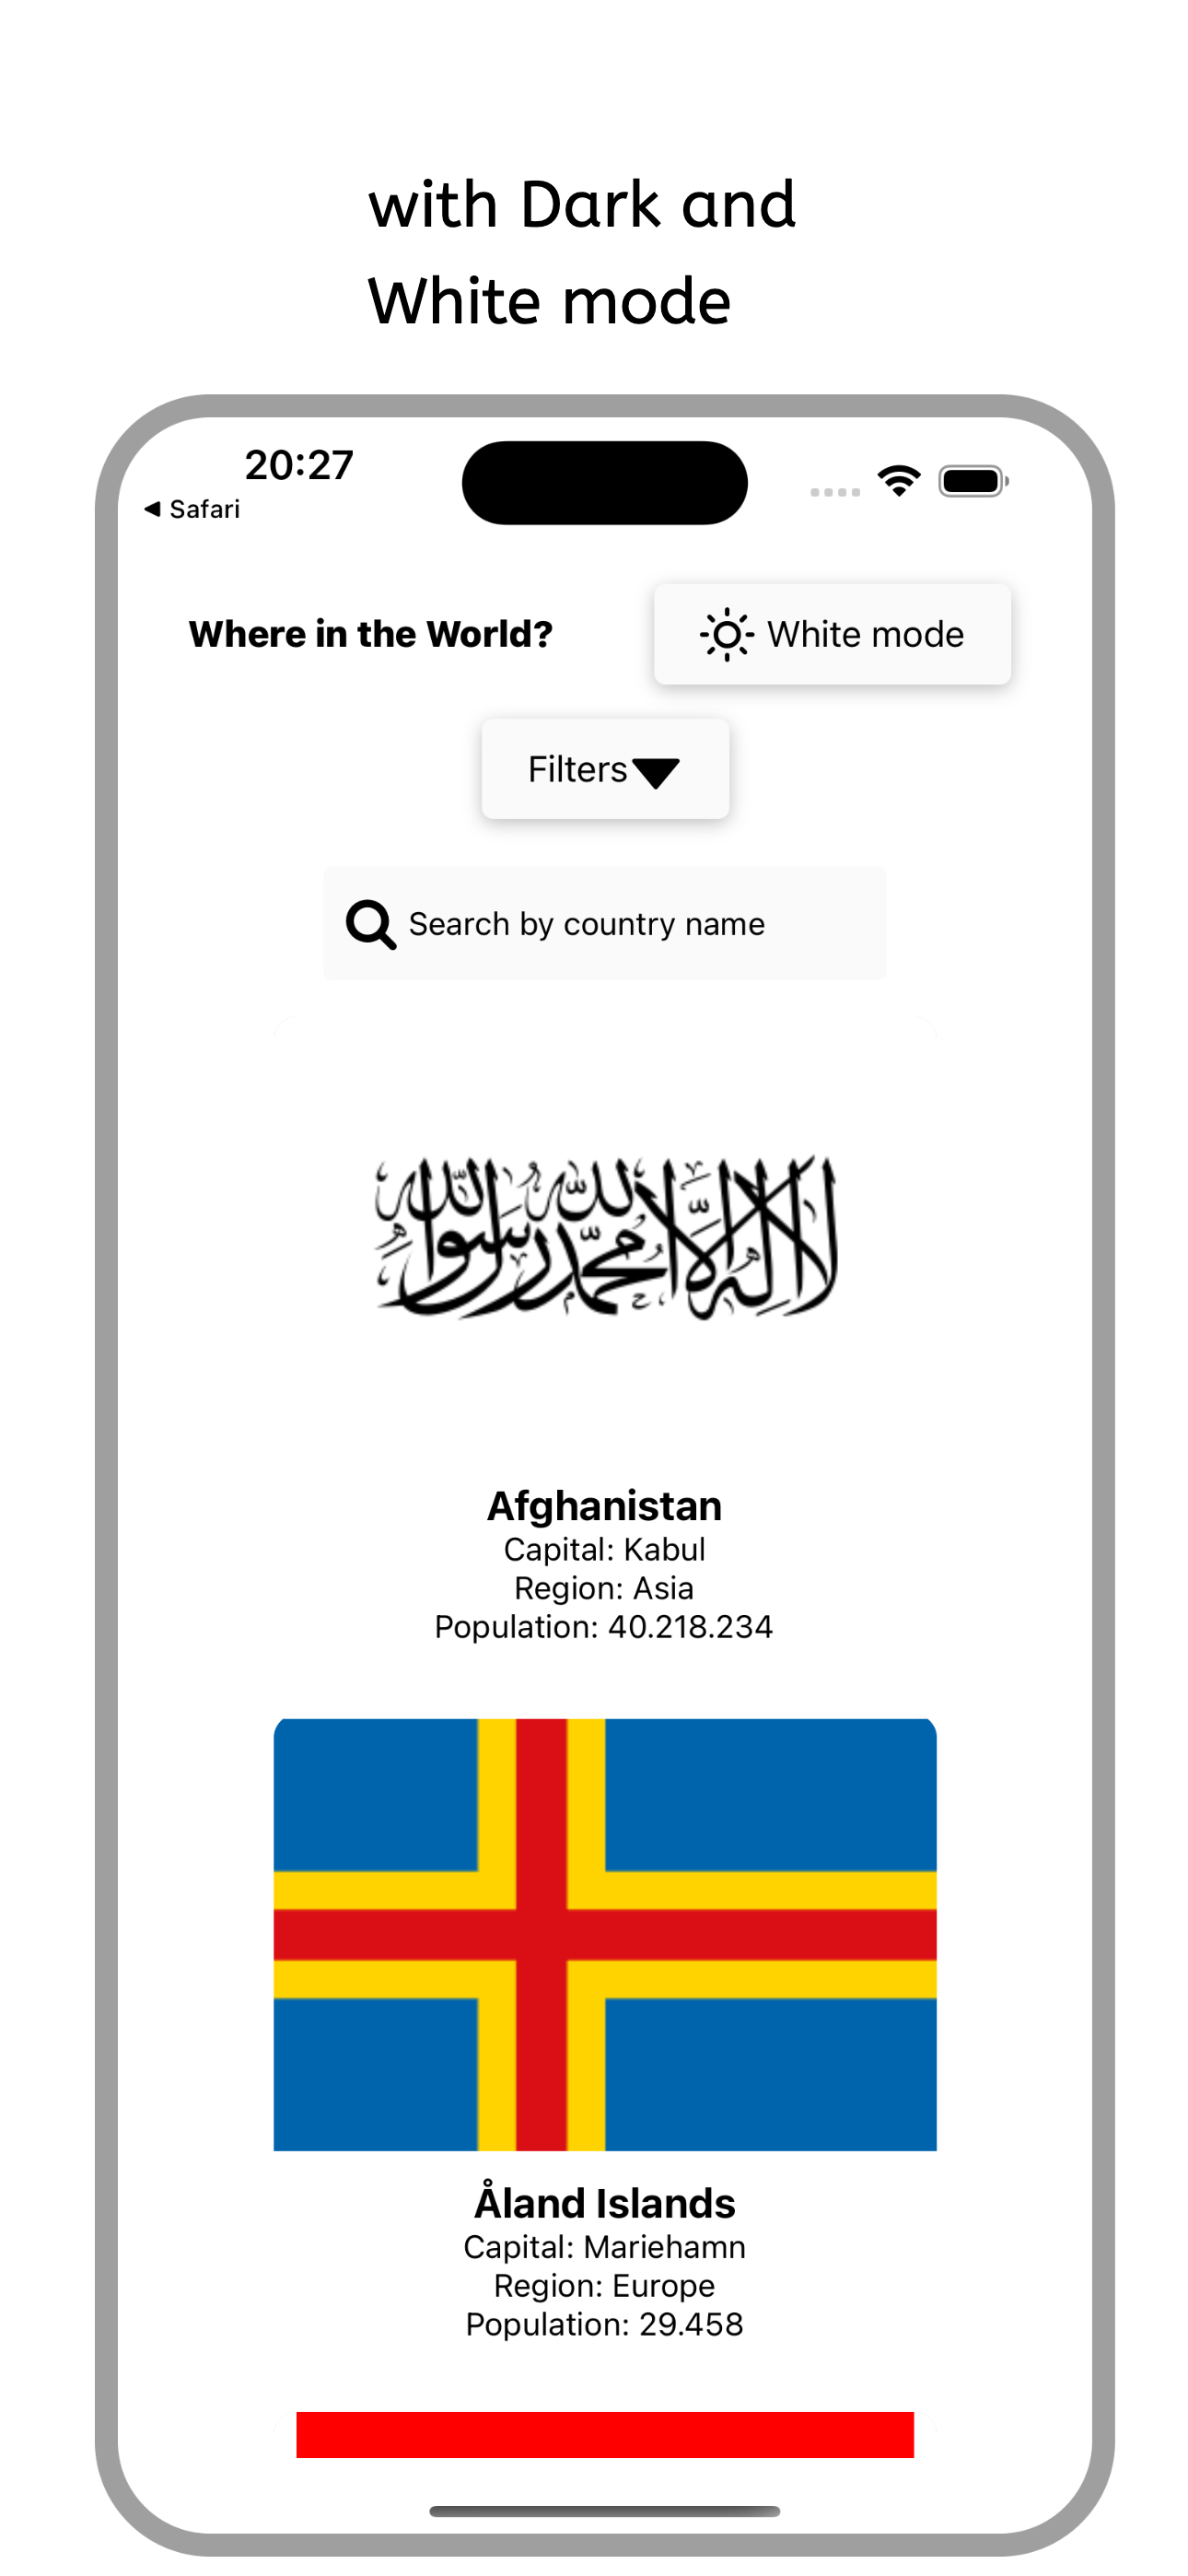 with Dark and
White mode
20:27
Safari
Where in the World?
White mode
Filters
Search by country name
لا إله إلا الله محمد رسول الله
Afghanistan
Capital: Kabul
Region: Asia
Population: 40.218.234
Åland Islands
Capital: Mariehamn
Region: Europe
Population: 29.458